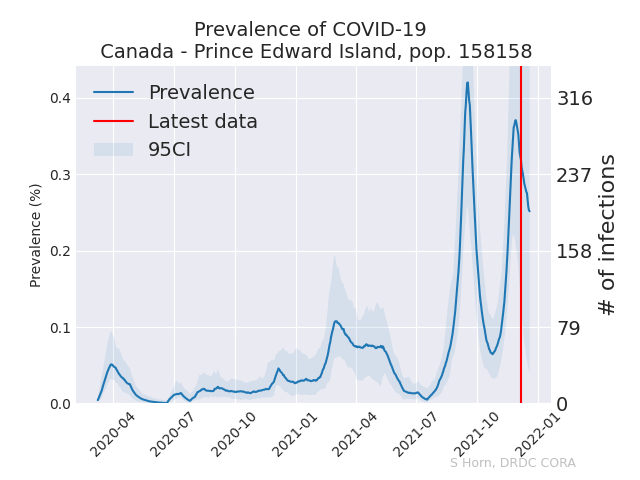 Prevalence of COVID-19
Canada - Prince Edward Island, pop. 158158
Prevalence
Latest data
95CI
Prevalence (%)
0.4
0.3
0.2
0.1
0.0
316
237
158
79
0
# of infections
2020-04
2020-07
2020-10
2021-01
2021-04
2021-07
2021-10
2022-01
S Horn, DRDC CORA